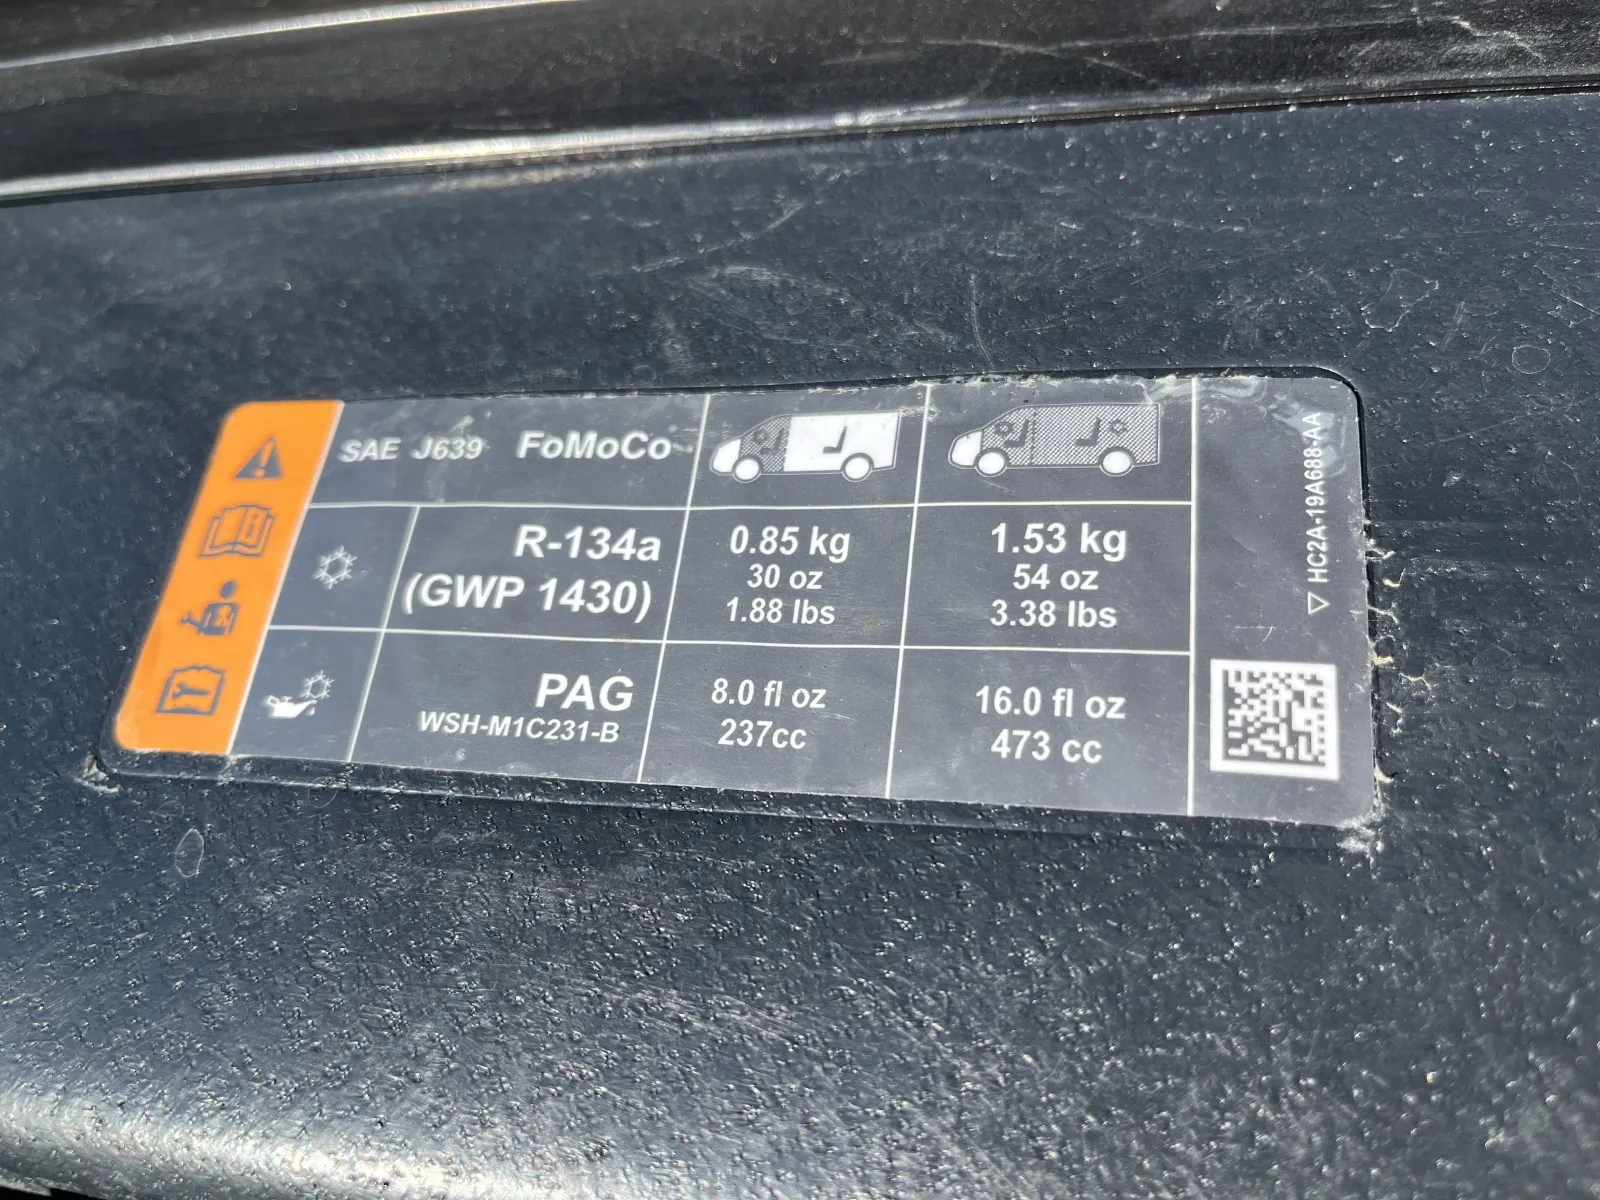 SAE J639 FoMoCo
R-134a
(GWP 1430)
0.85 kg
30 oz
1.88 lbs
1.53 kg
54 oz
3.38 lbs
PAG
WSH-M1C231-B
8.0 fl oz
237cc
16.0 fl oz
473 cc
HC2A-19A688-AA